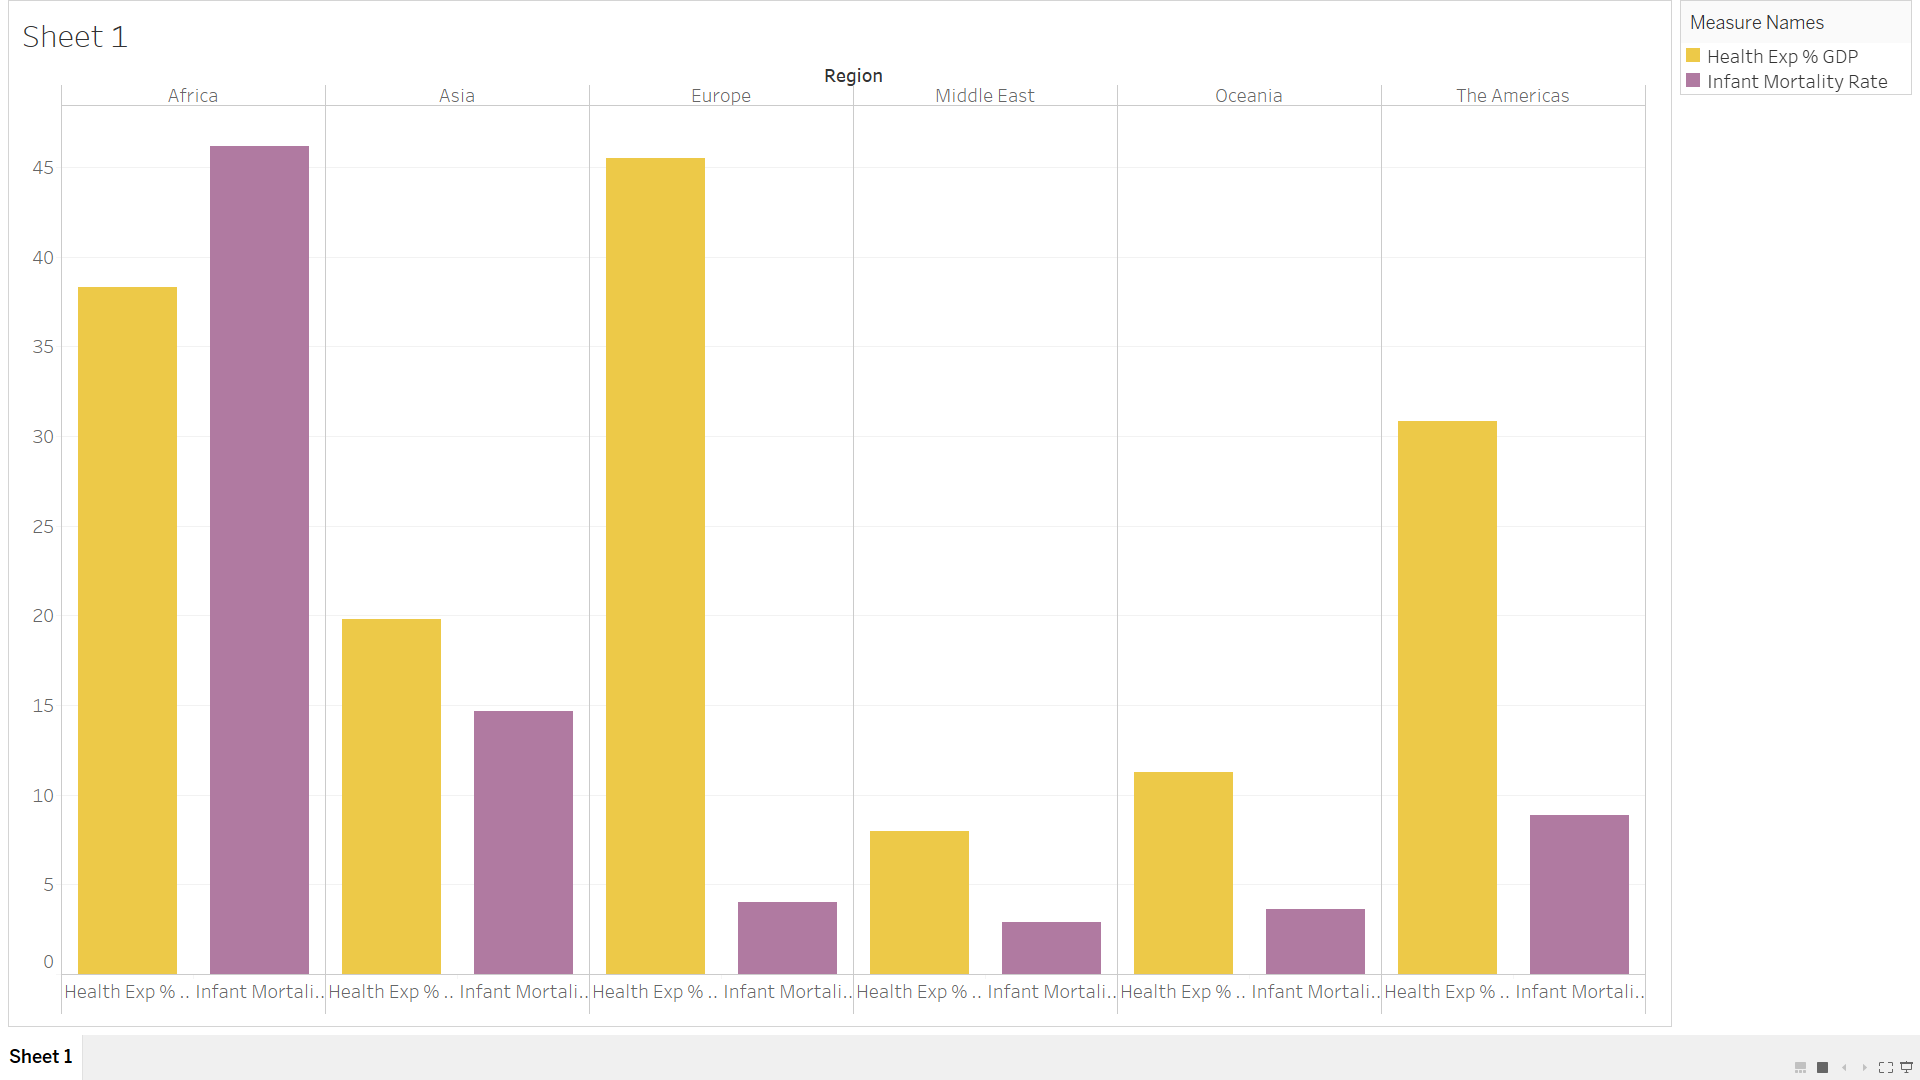 Sheet 1
Measure Names
Health Exp % GDP
Infant Mortality Rate
Region
Africa Asia Europe Middle East Oceania The Americas
45
40
35
30
25
20
15
10
5
0
Health Exp % .. Infant Mortali.. Health Exp % .. Infant Mortali.. Health Exp % .. Infant Mortali.. Health Exp % .. Infant Mortali.. Health Exp % .. Infant Mortali.. Health Exp % .. Infant Mortali..
Sheet 1